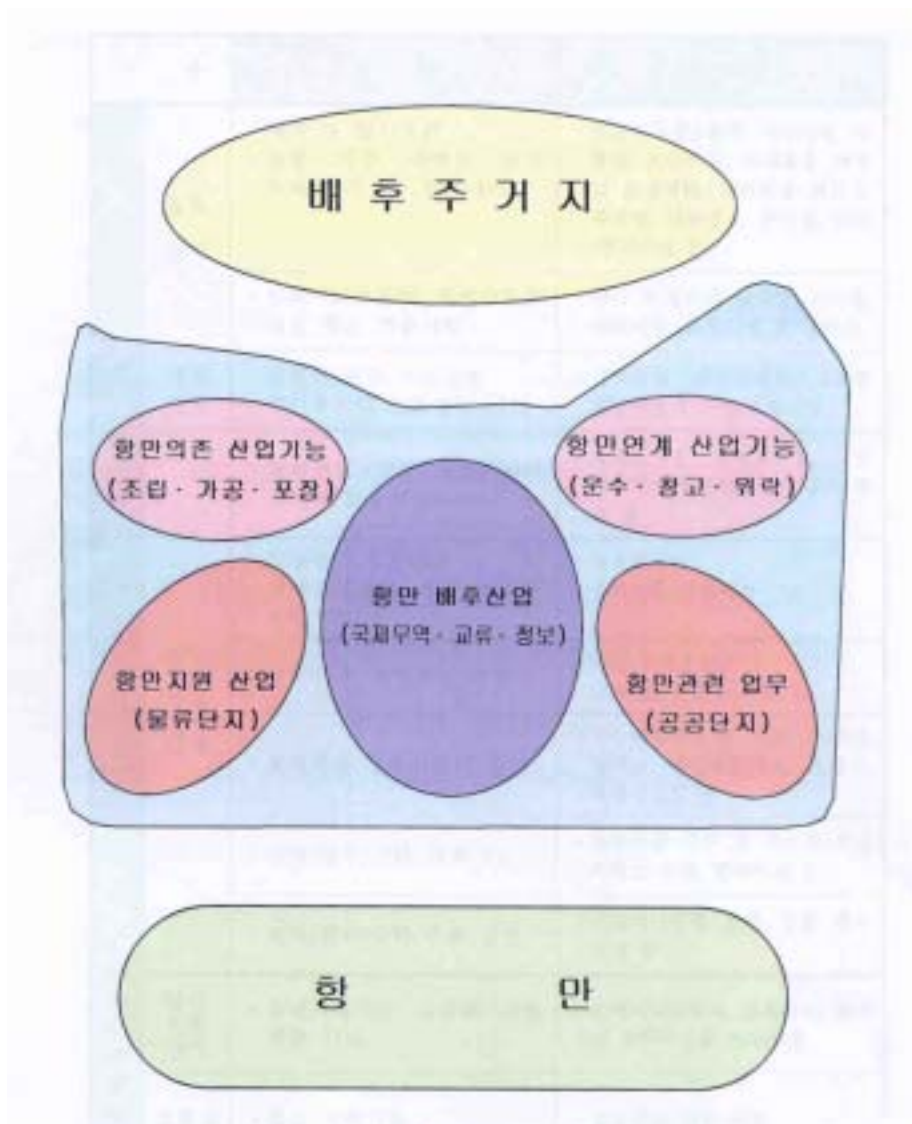 배 후 주 거 지
항만의존 산업기능
(조립· 가공· 포장)
항만연계 산업기능
(운수· 창고· 위락)
항만 배후산업
(국제무역· 교류· 정보)
항만지원 산업
(물류단지)
항만관련 업무
(공공단지)
항 만